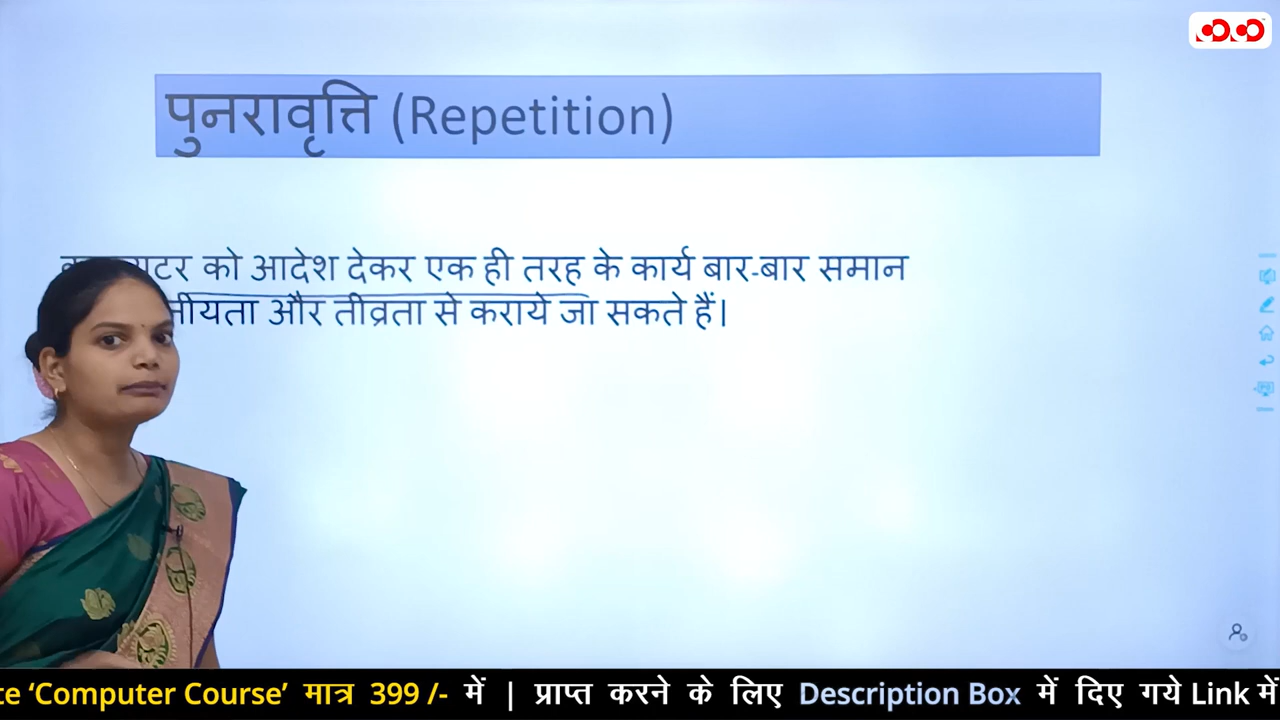 पुनरावृत्ति (Repetition)
को आदेश देकर एक ही तरह के कार्य बार-बार समान
और तीव्रता से कराये जा सकते हैं।
‘Computer Course’ मात्र 399 /- में | प्राप्त करने के लिए Description Box में दिए गये Link में